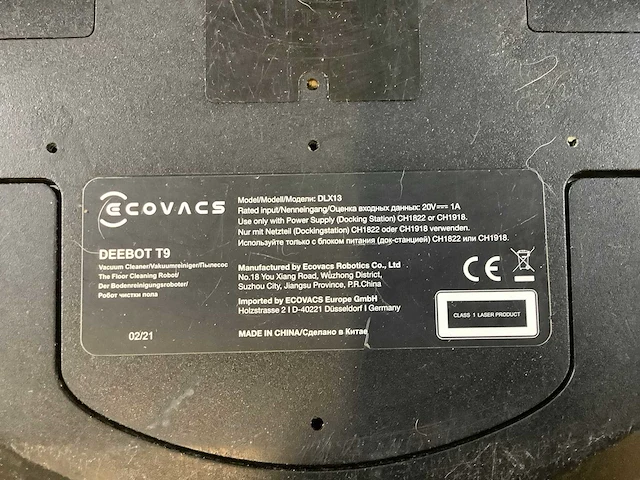 ECOVACS
DEEBOT T9
Vacuum Cleaner/Vakuumreiniger/Пылесос
The Floor Cleaning Robot/
Der Bodenreinigungsroboter/
Робот чистки пола
02/21
Model/Modell/Модели: DLX13
Rated input/Nenneingang/Оценка входных данных: 20V⎓ 1A
Use only with Power Supply (Docking Station) CH1822 or CH1918.
Nur mit Netzteil (Dockingstation) CH1822 oder CH1918 verwenden.
Используйте только с блоком питания (док-станцией) CH1822 или CH1918.
Manufactured by Ecovacs Robotics Co., Ltd
No.18 You Xiang Road, Wuzhong District,
Suzhou City, Jiangsu Province, P.R.China
Imported by ECOVACS Europe GmbH
Holzstrasse 2 I D-40221 Düsseldorf I Germany
MADE IN CHINA/Сделано в Китае
CE
CLASS 1 LASER PRODUCT